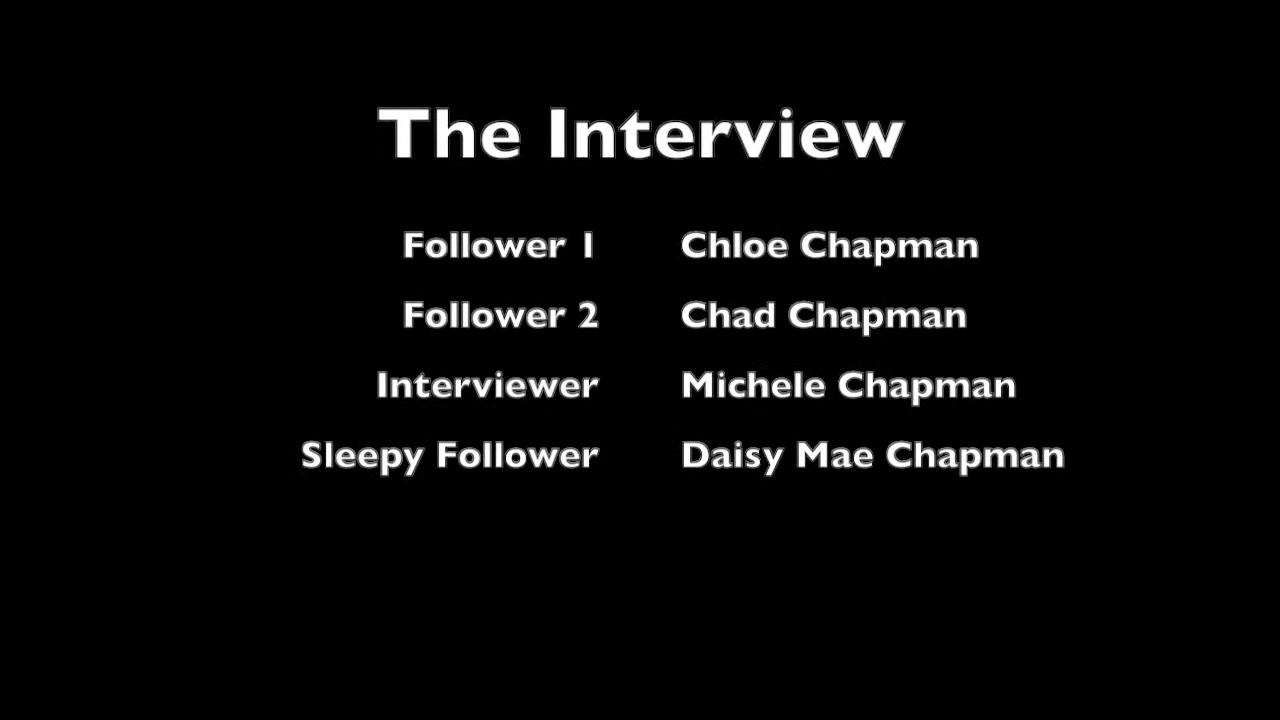 The Interview
Follower 1 Chloe Chapman
Follower 2 Chad Chapman
Interviewer Michele Chapman
Sleepy Follower Daisy Mae Chapman